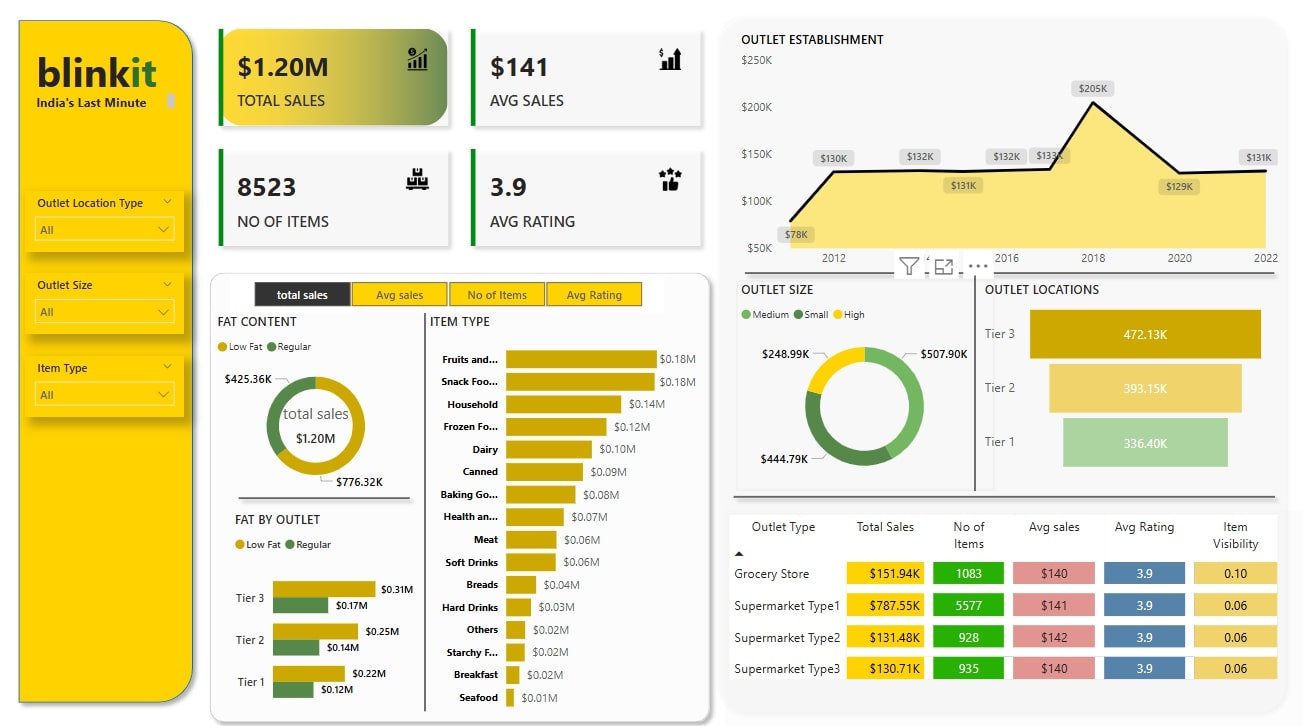 blinkit
India's Last Minute
Outlet Location Type
All
Outlet Size
All
Item Type
All
$1.20M
TOTAL SALES
$141
AVG SALES
8523
NO OF ITEMS
3.9
AVG RATING
total sales
Avg sales
No of Items
Avg Rating
FAT CONTENT
Low Fat Regular
$425.36K
total sales
$1.20M
$776.32K
FAT BY OUTLET
Low Fat Regular
Tier 3 $0.31M
$0.17M
Tier 2 $0.25M
$0.14M
Tier 1 $0.22M
$0.12M
ITEM TYPE
Fruits and... $0.18M
Snack Foo... $0.18M
Household $0.14M
Frozen Fo... $0.12M
Dairy $0.10M
Canned $0.09M
Baking Go... $0.08M
Health an... $0.07M
Meat $0.06M
Soft Drinks $0.06M
Breads $0.04M
Hard Drinks $0.03M
Others $0.02M
Starchy F... $0.02M
Breakfast $0.02M
Seafood $0.01M
OUTLET ESTABLISHMENT
$250K
$200K
$150K
$100K
$50K
$78K
$130K
$132K
$131K
$132K
$133K
$205K
$129K
$131K
2012 2016 2018 2020 2022
OUTLET SIZE
Medium Small High
$248.99K
$507.90K
$444.79K
OUTLET LOCATIONS
Tier 3 472.13K
Tier 2 393.15K
Tier 1 336.40K
Outlet Type Total Sales No of Items Avg sales Avg Rating Item Visibility
Grocery Store $151.94K 1083 $140 3.9 0.10
Supermarket Type1 $787.55K 5577 $141 3.9 0.06
Supermarket Type2 $131.48K 928 $142 3.9 0.06
Supermarket Type3 $130.71K 935 $140 3.9 0.06